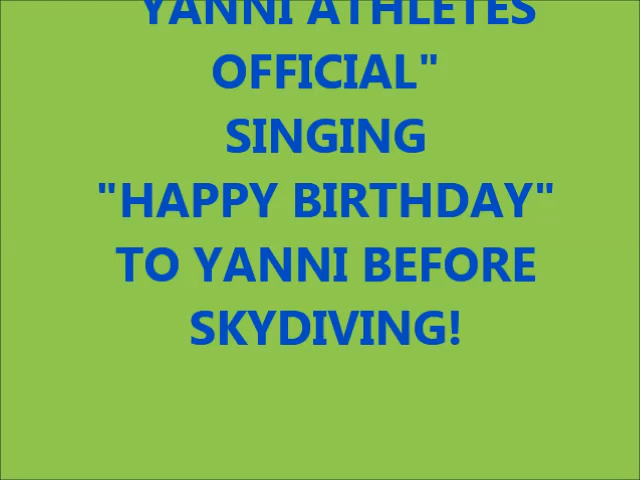 YANNI ATHLETES
OFFICIAL"
SINGING
"HAPPY BIRTHDAY"
TO YANNI BEFORE
SKYDIVING!